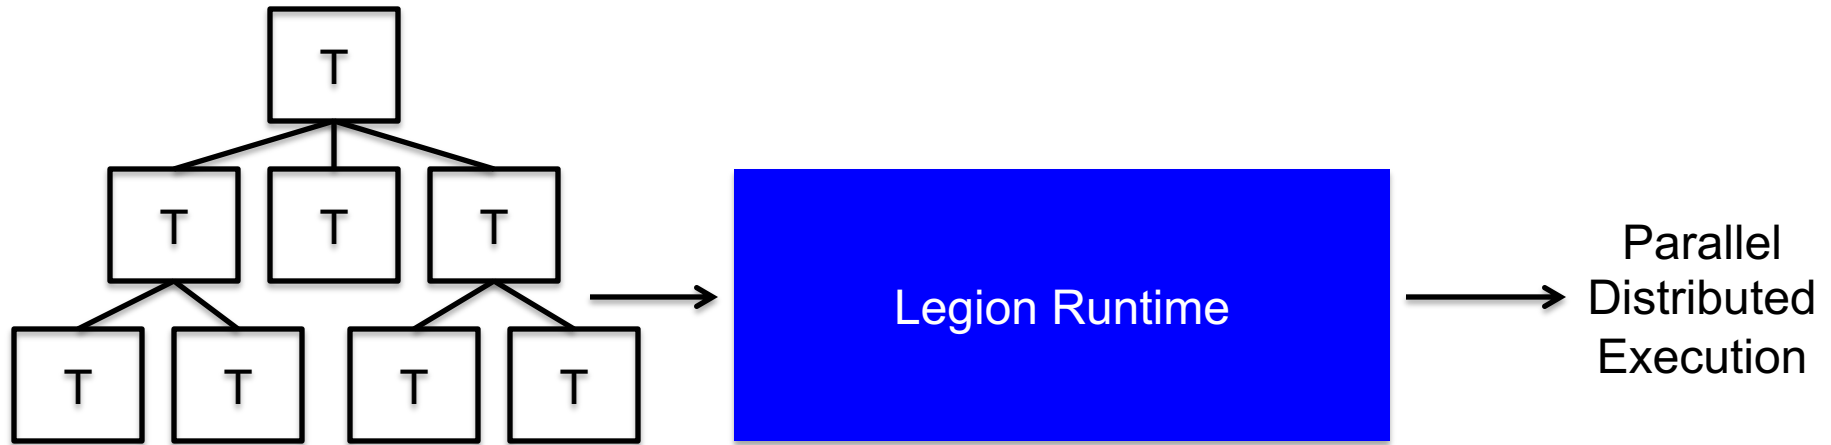 T
T T T
T T T T
Legion Runtime
Parallel
Distributed
Execution